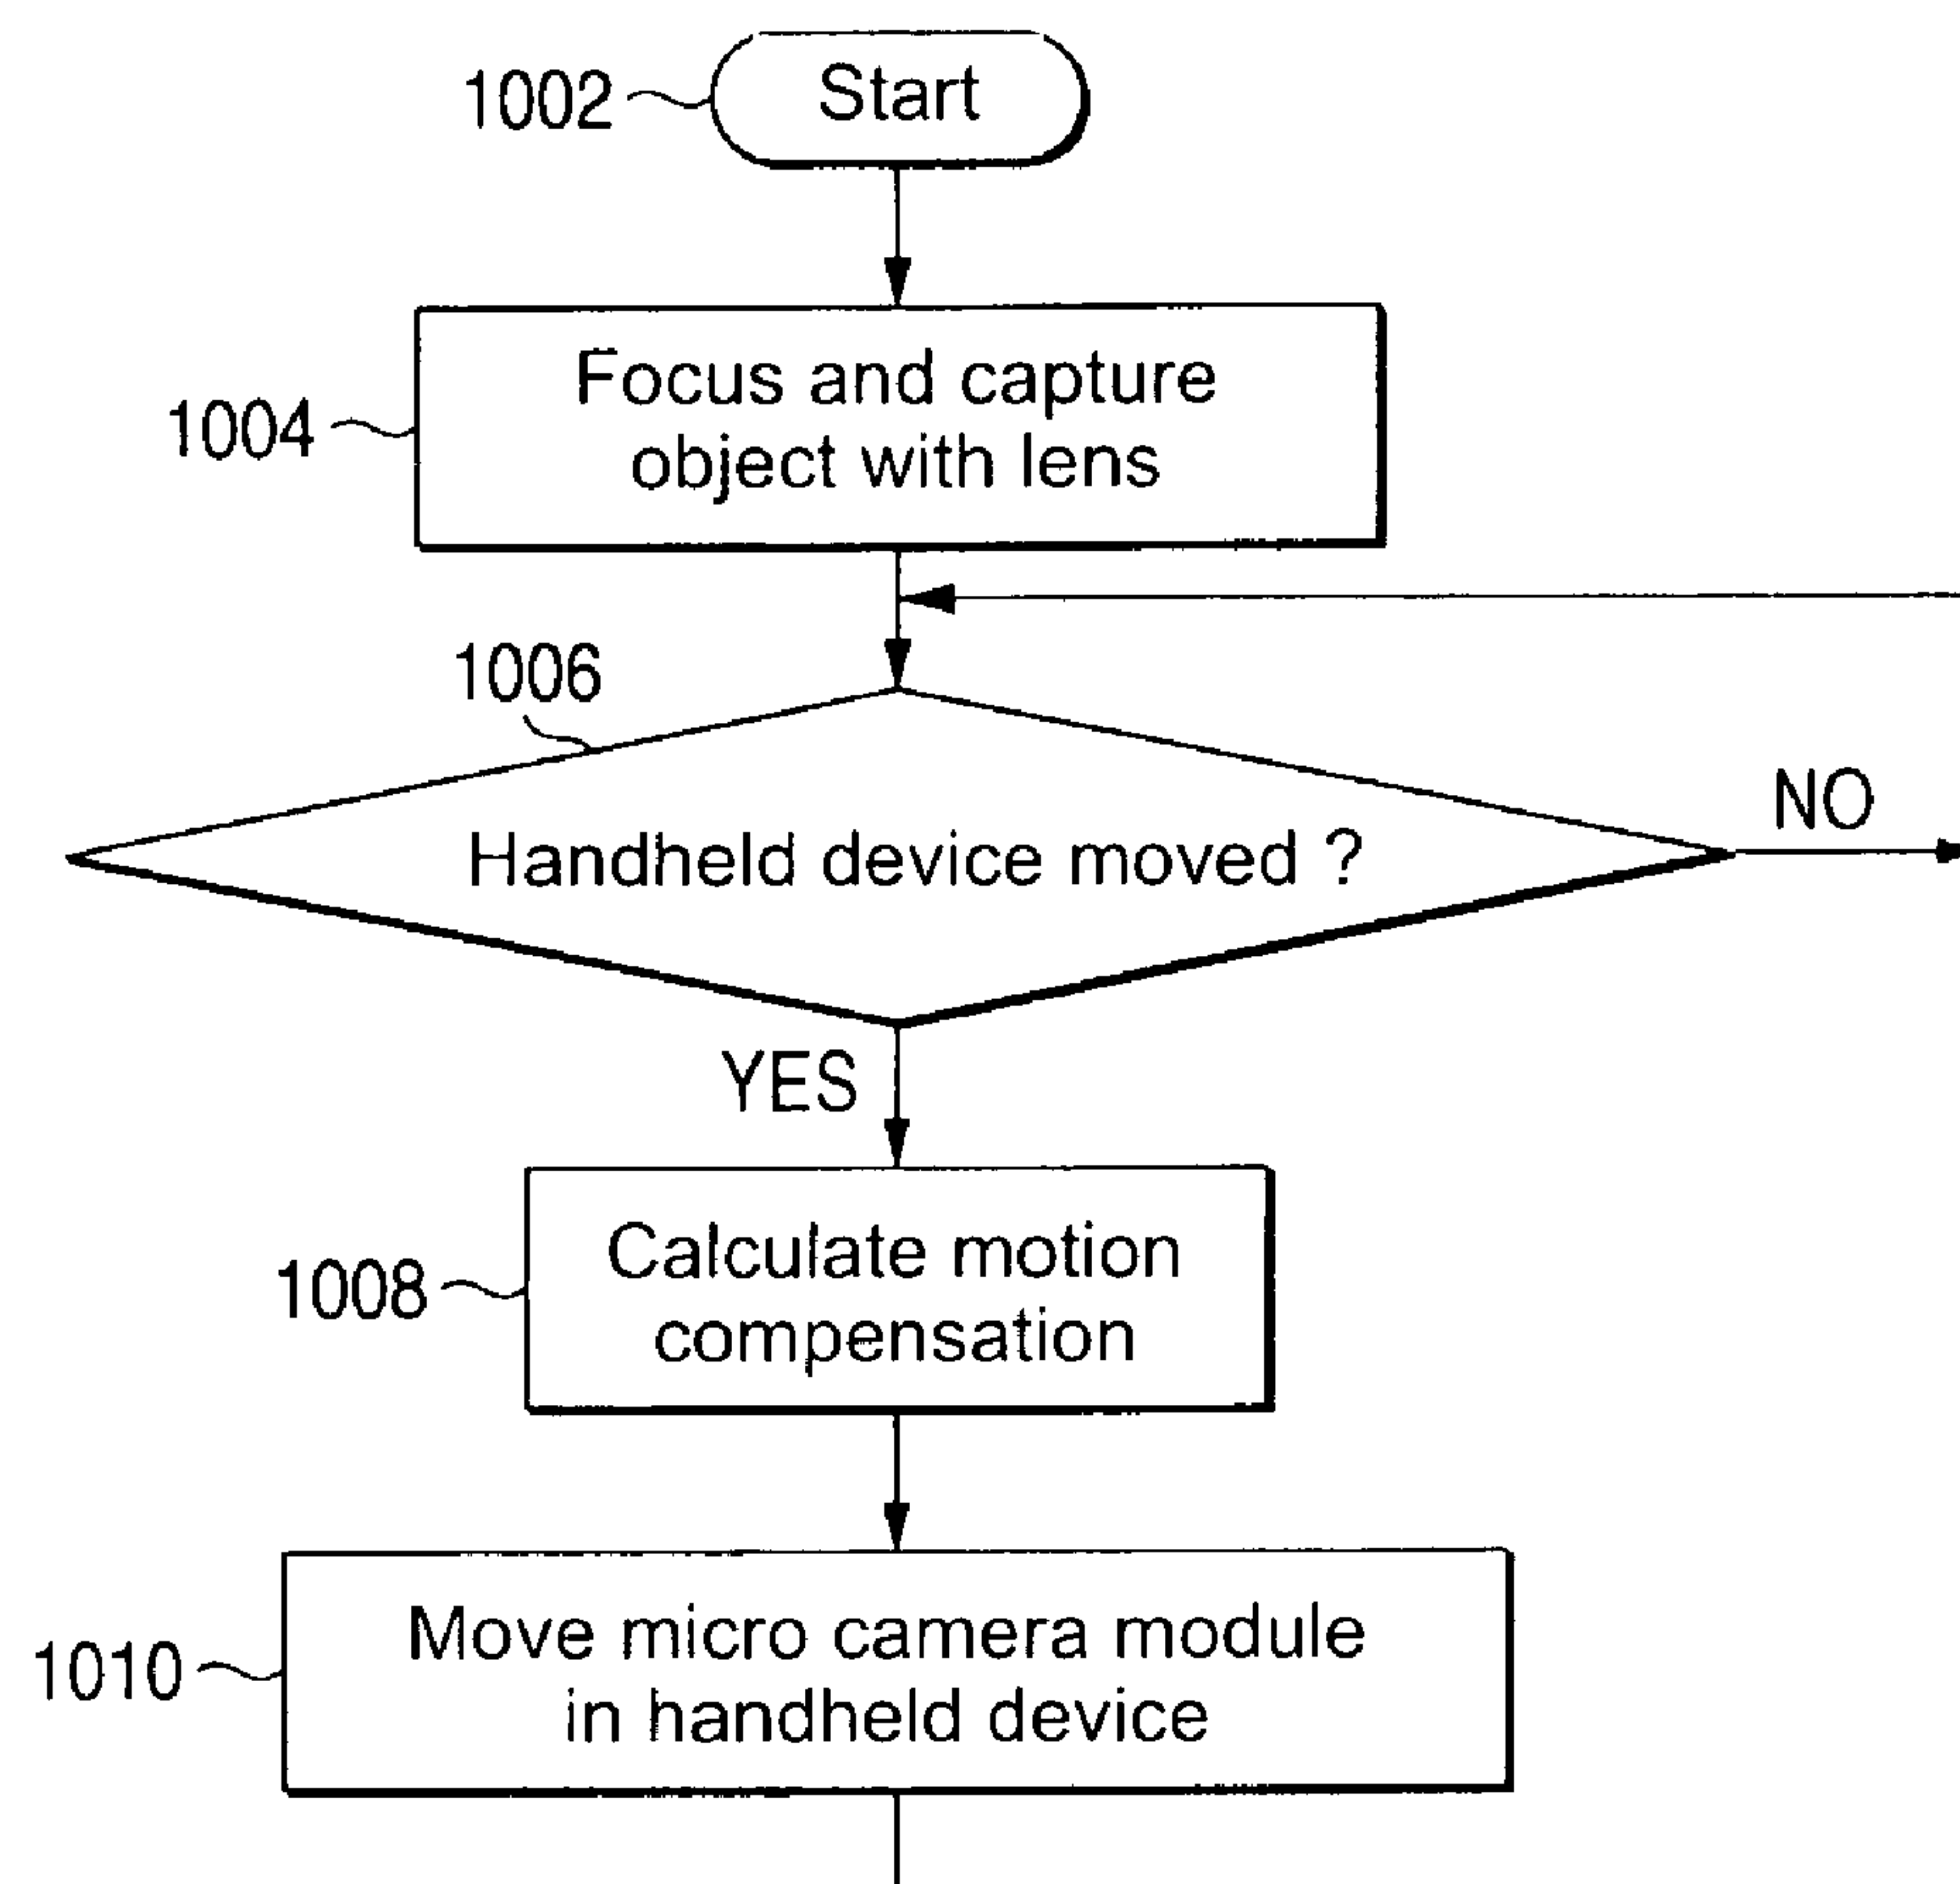 1002
Start
1004
Focus and capture
object with lens
1006
Handheld device moved ?
NO
YES
1008
Calculate motion
compensation
1010
Move micro camera module
in handheld device